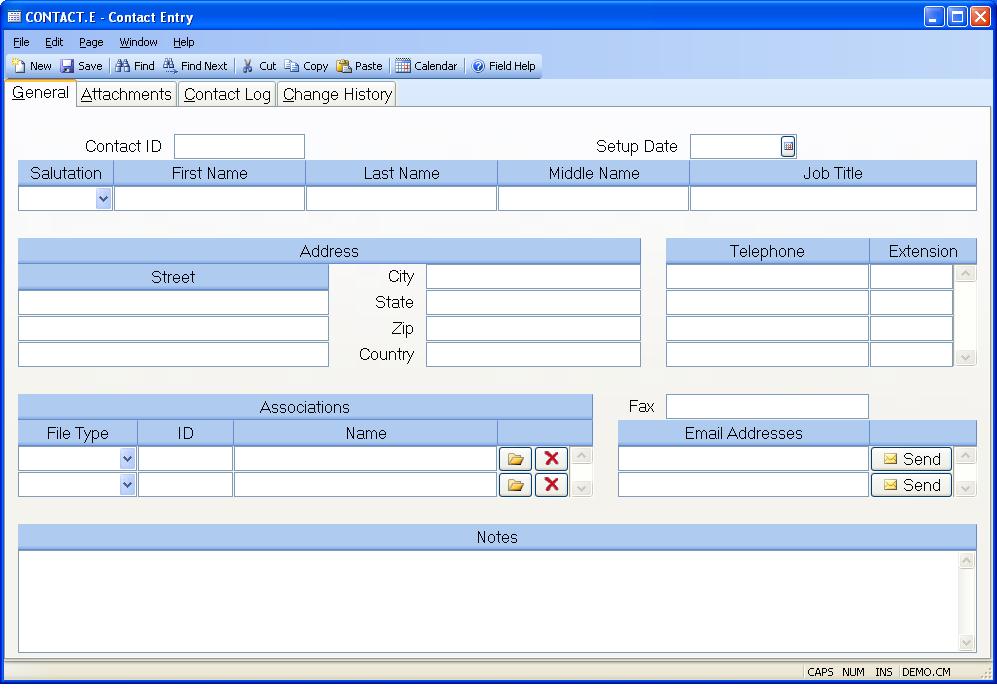 CONTACT.E - Contact Entry
File Edit Page Window Help
New Save Find Find Next Cut Copy Paste Calendar Field Help
General Attachments Contact Log Change History
Contact ID Setup Date
Salutation First Name Last Name Middle Name Job Title
Address Telephone Extension
Street City
State
Zip
Country
Associations Fax
File Type ID Name Email Addresses
Send
Send
Notes
CAPS NUM INS DEMO.CM